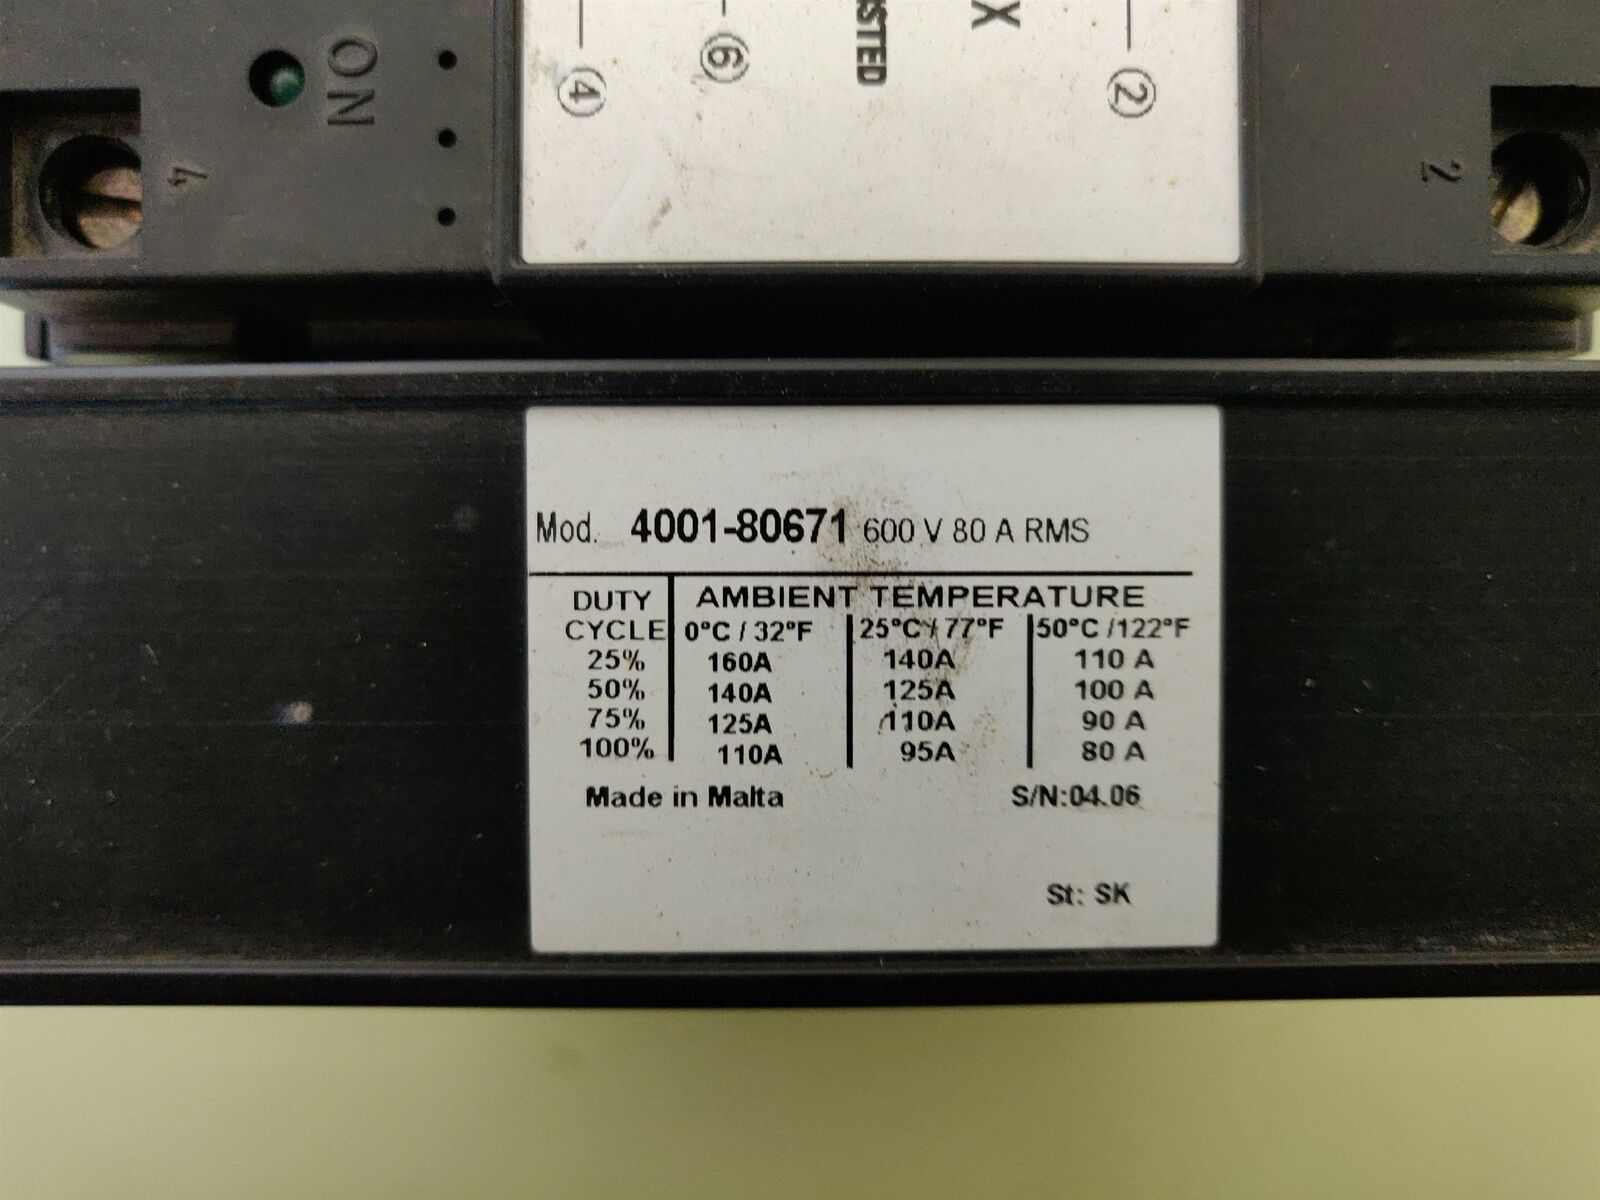 ON
4
④
⑥
X
②
2
Mod. 4001-80671 600 V 80 A RMS
DUTY CYCLE AMBIENT TEMPERATURE
0°C / 32°F 25°C / 77°F 50°C /122°F
25% 160A 140A 110 A
50% 140A 125A 100 A
75% 125A 110A 90 A
100% 110A 95A 80 A
Made in Malta S/N:04.06
St: SK